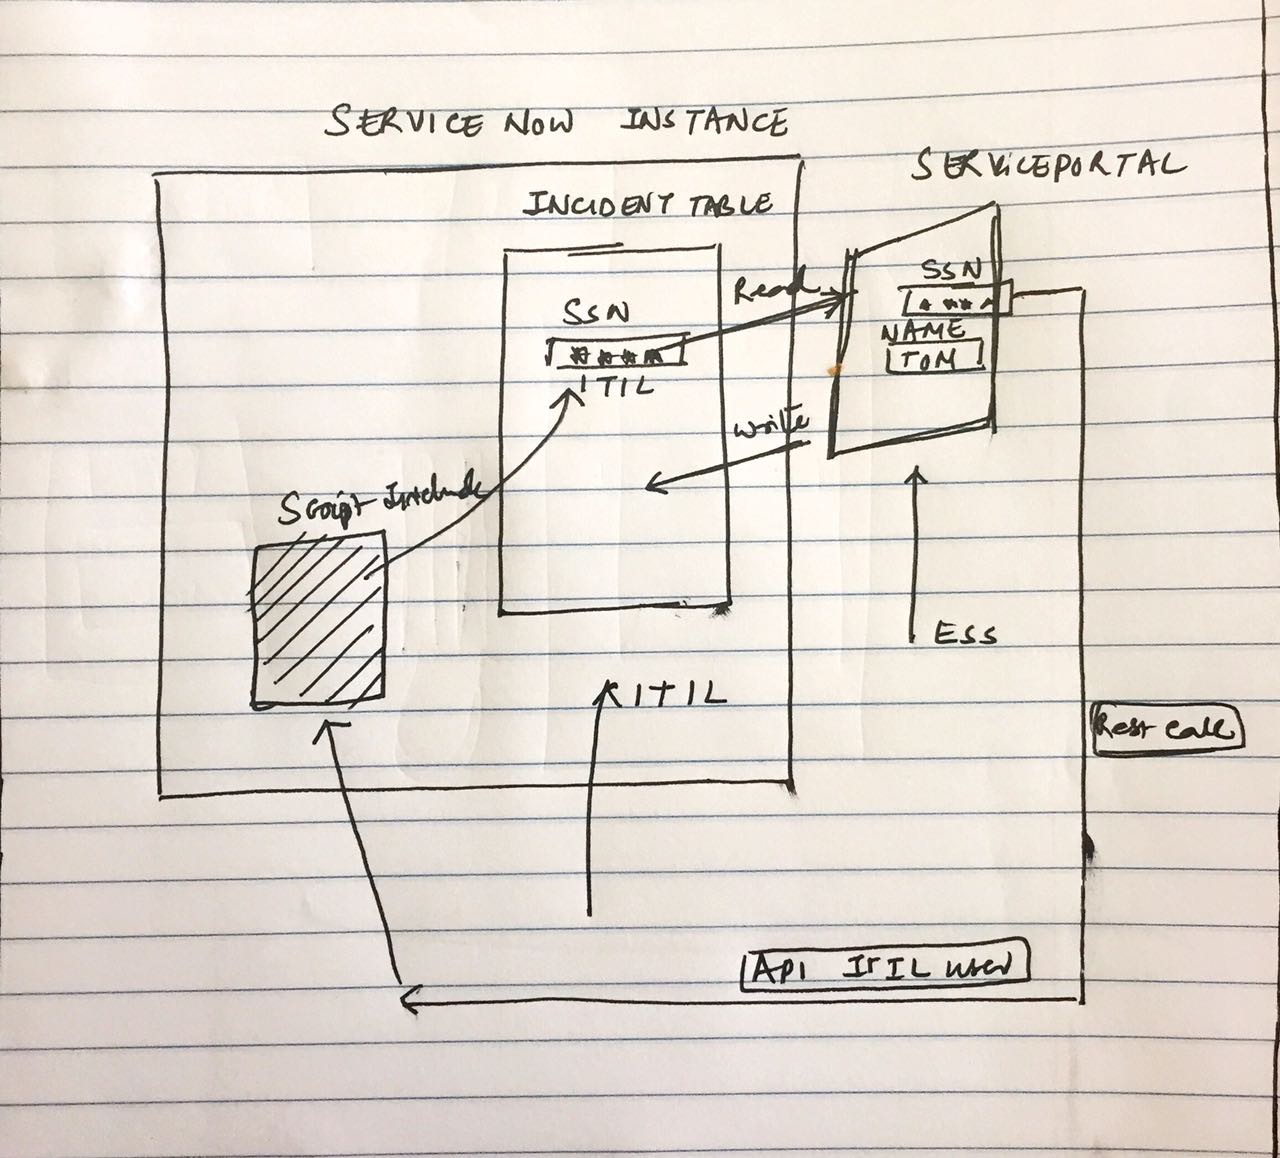 SERVICE NOW INSTANCE
SERVICEPORTAL
INCIDENT TABLE
SSN
****
ITIL
Read
SSN
****
NAME
TOM
write
Script Include
ESS
ITIL
Rest call
API ITIL user